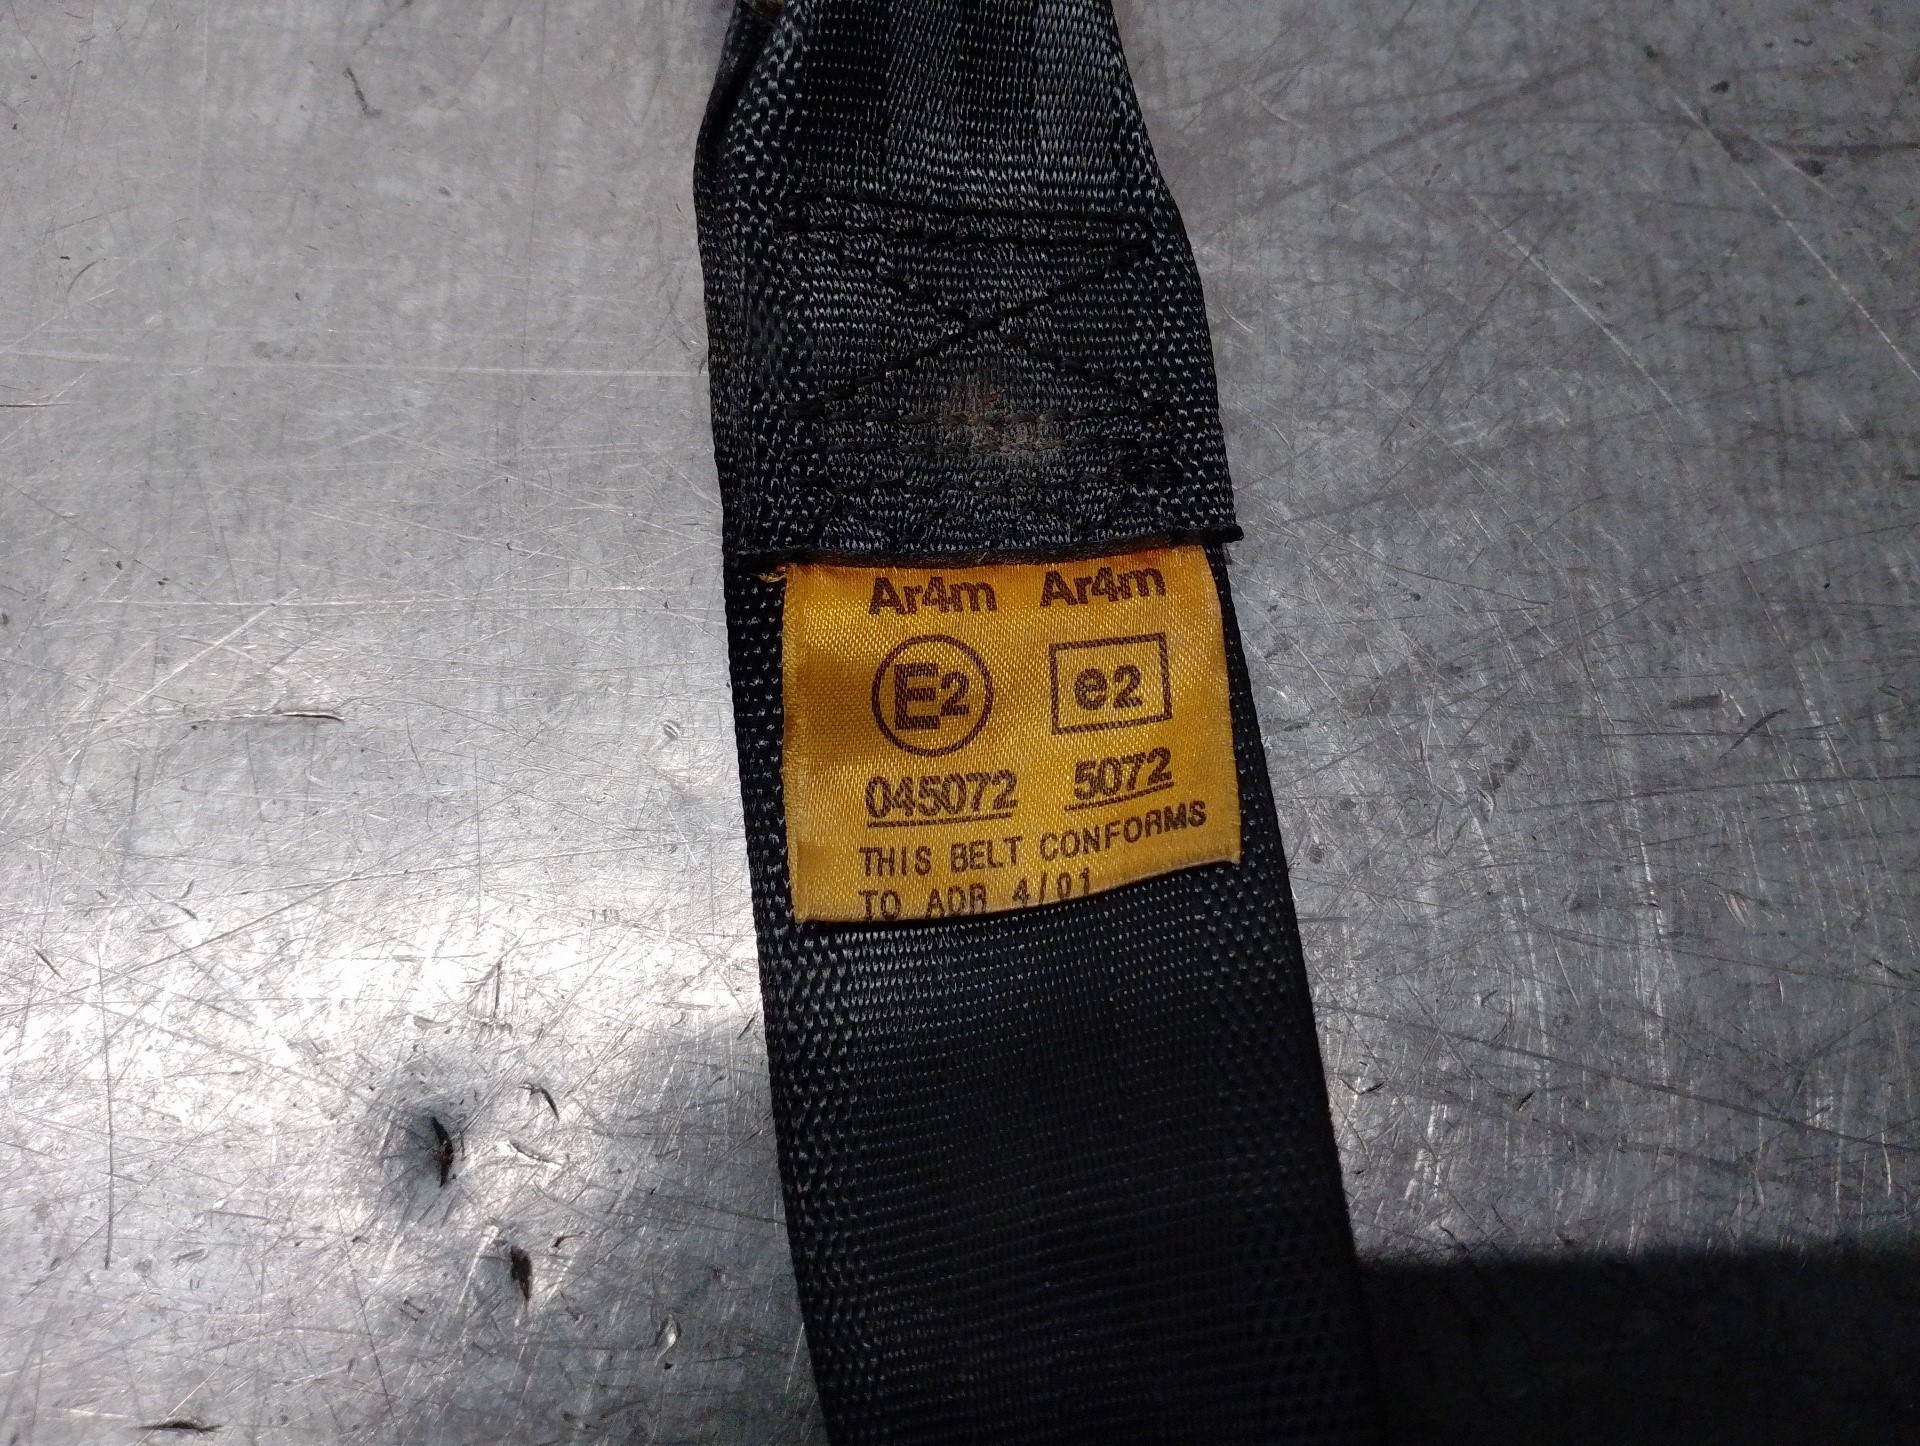 Ar4m Ar4m
E2 e2
045072 5072
THIS BELT CONFORMS
TO ADR 4/01